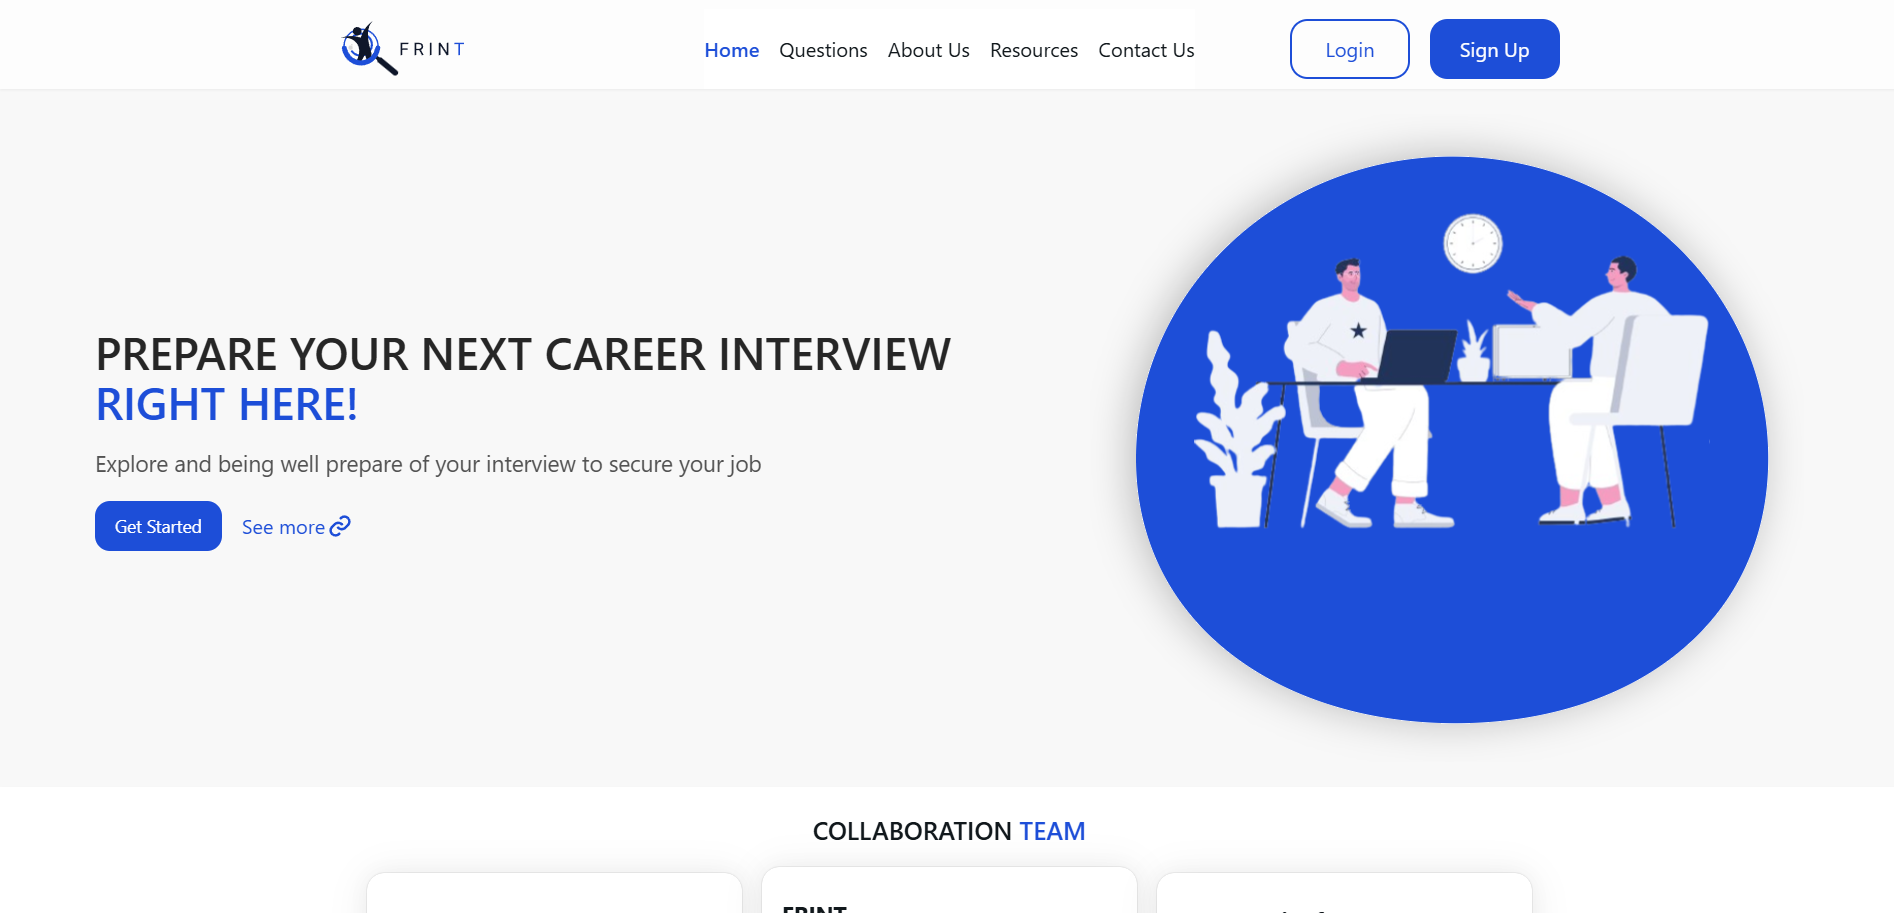 FRINT
Home Questions About Us Resources Contact Us
Login Sign Up
PREPARE YOUR NEXT CAREER INTERVIEW
RIGHT HERE!
Explore and being well prepare of your interview to secure your job
Get Started See more
COLLABORATION TEAM
FRINT